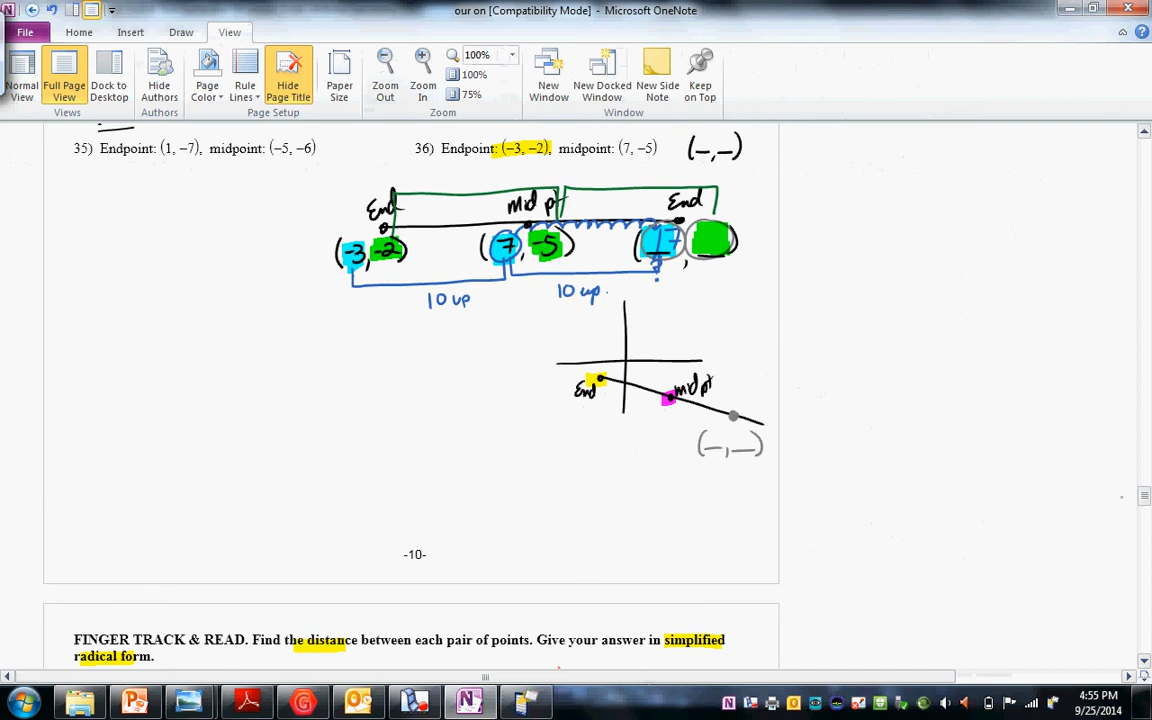 our on [Compatibility Mode] - Microsoft OneNote
File Home Insert Draw View
Normal View
Full Page View
Dock to Desktop
Hide Authors
Page Color
Rule Lines
Hide Page Title
Paper Size
Zoom Out
Zoom In
100%
100%
75%
New Window
New Docked Window
New Side Note
Keep on Top
Views Authors Page Setup Zoom Window
35) Endpoint: (1, −7), midpoint: (−5, −6)
36) Endpoint: (−3, −2), midpoint: (7, −5) (_,_)
End mid pt End
(-3, -2) (7, -5) (17, _)
10 up 10 up.
End mid pt
(_,_)
-10-
FINGER TRACK & READ. Find the distance between each pair of points. Give your answer in simplified
radical form.
4:55 PM
9/25/2014